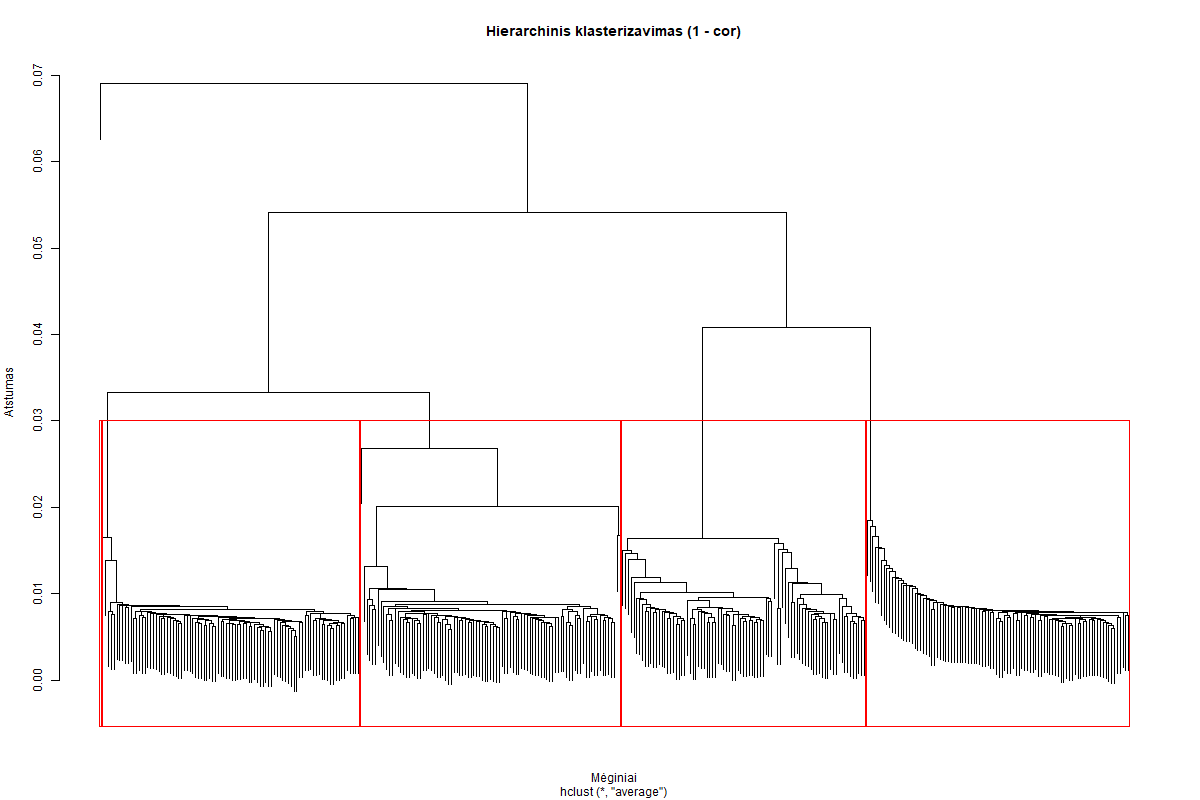 Hierarchinis klasterizavimas (1 - cor)
0.07
0.06
0.05
0.04
0.03
0.02
0.01
0.00
Atstumas
Mėginiai
hclust (*, "average")